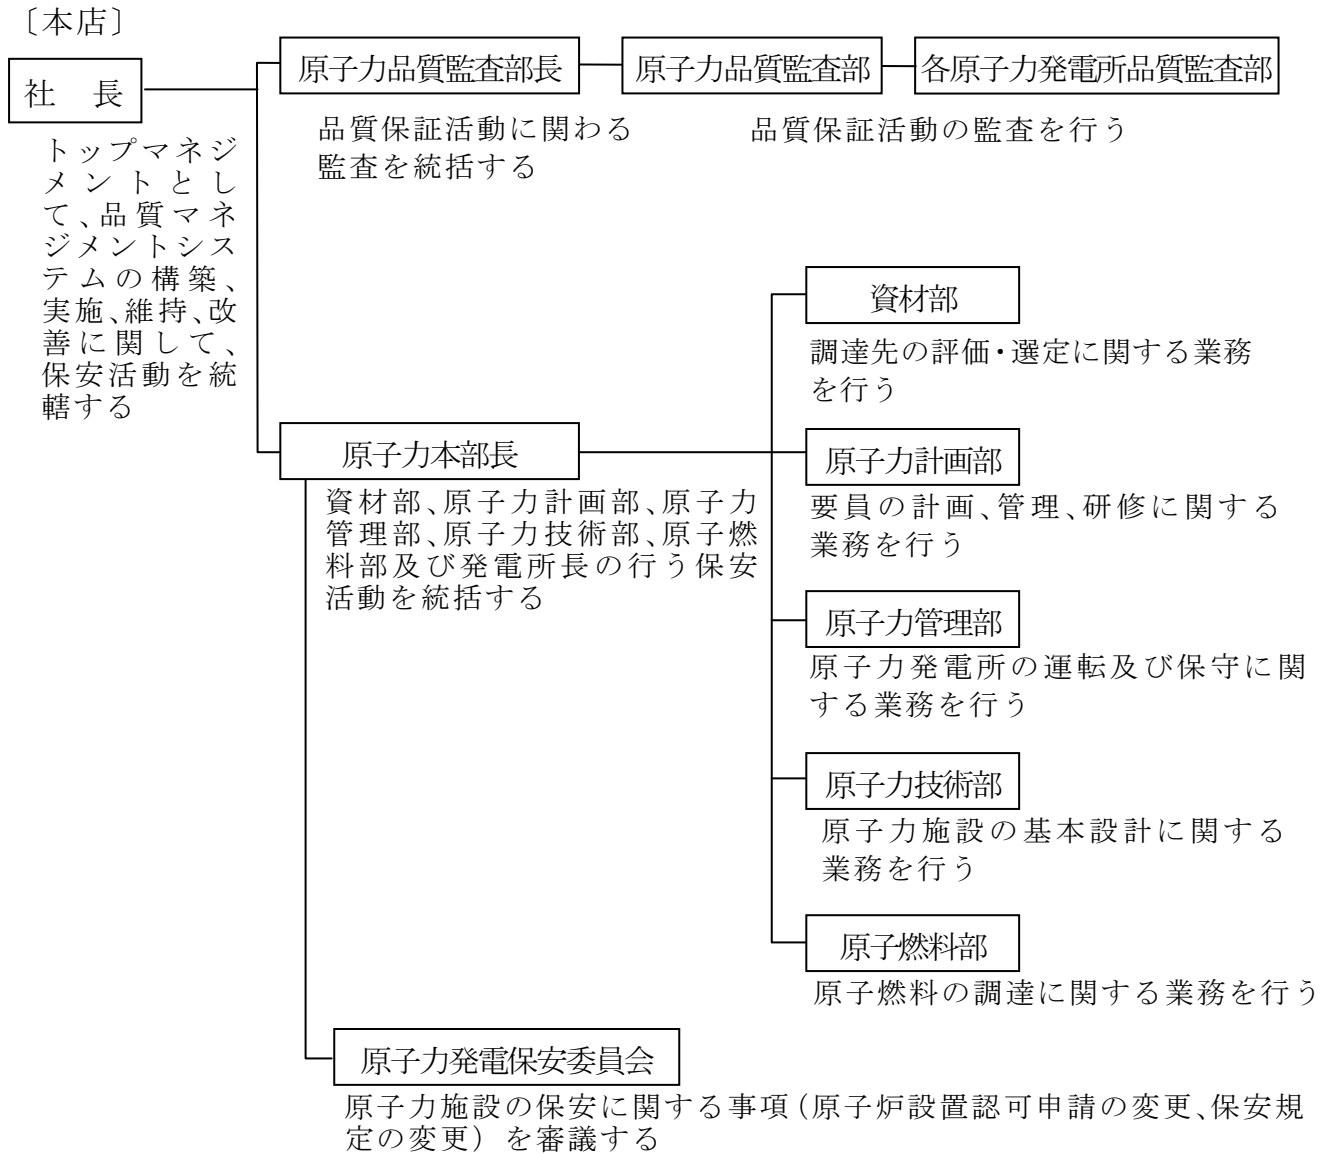 〔本店〕
社　長
トップマネジ
メントとし
て、品質マネ
ジメントシス
テムの構築、
実施、維持、改
善に関して、
保安活動を統
轄する
原子力品質監査部長
品質保証活動に関わる
監査を統括する
原子力品質監査部
各原子力発電所品質監査部
品質保証活動の監査を行う
原子力本部長
資材部、原子力計画部、原子力
管理部、原子力技術部、原子燃
料部及び発電所長の行う保安
活動を統括する
資材部
調達先の評価・選定に関する業務
を行う
原子力計画部
要員の計画、管理、研修に関する
業務を行う
原子力管理部
原子力発電所の運転及び保守に関
する業務を行う
原子力技術部
原子力施設の基本設計に関する
業務を行う
原子燃料部
原子燃料の調達に関する業務を行う
原子力発電保安委員会
原子力施設の保安に関する事項(原子炉設置認可申請の変更、保安規
定の変更）を審議する